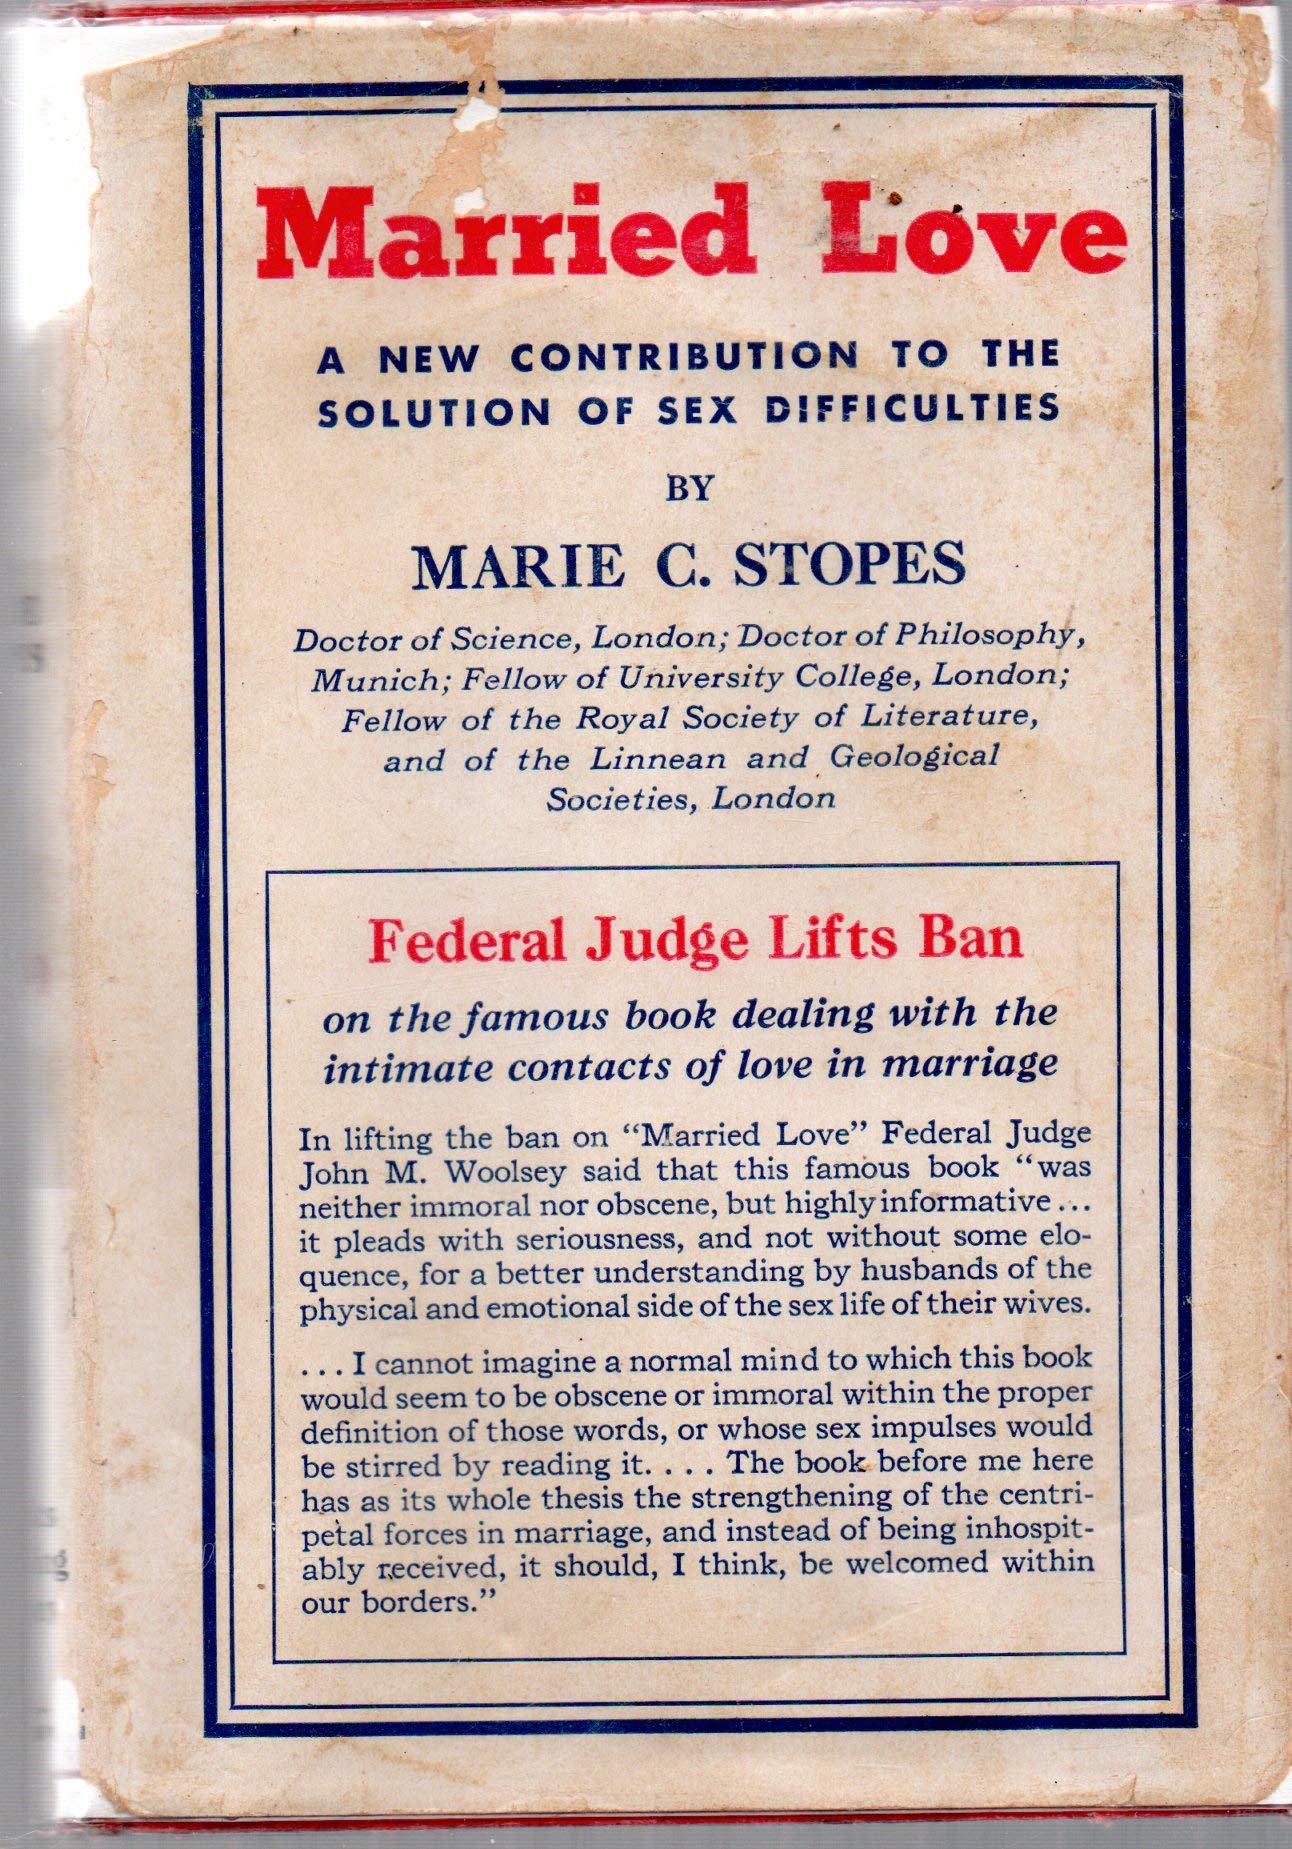 Married Love
A NEW CONTRIBUTION TO THE
SOLUTION OF SEX DIFFICULTIES
BY
MARIE C. STOPES
Doctor of Science, London; Doctor of Philosophy,
Munich; Fellow of University College, London;
Fellow of the Royal Society of Literature,
and of the Linnean and Geological
Societies, London
Federal Judge Lifts Ban
on the famous book dealing with the
intimate contacts of love in marriage
In lifting the ban on “Married Love” Federal Judge
John M. Woolsey said that this famous book “was
neither immoral nor obscene, but highly informative ...
it pleads with seriousness, and not without some elo-
quence, for a better understanding by husbands of the
physical and emotional side of the sex life of their wives.
... I cannot imagine a normal mind to which this book
would seem to be obscene or immoral within the proper
definition of those words, or whose sex impulses would
be stirred by reading it. . . . The book before me here
has as its whole thesis the strengthening of the centri-
petal forces in marriage, and instead of being inhospit-
ably received, it should, I think, be welcomed within
our borders.”